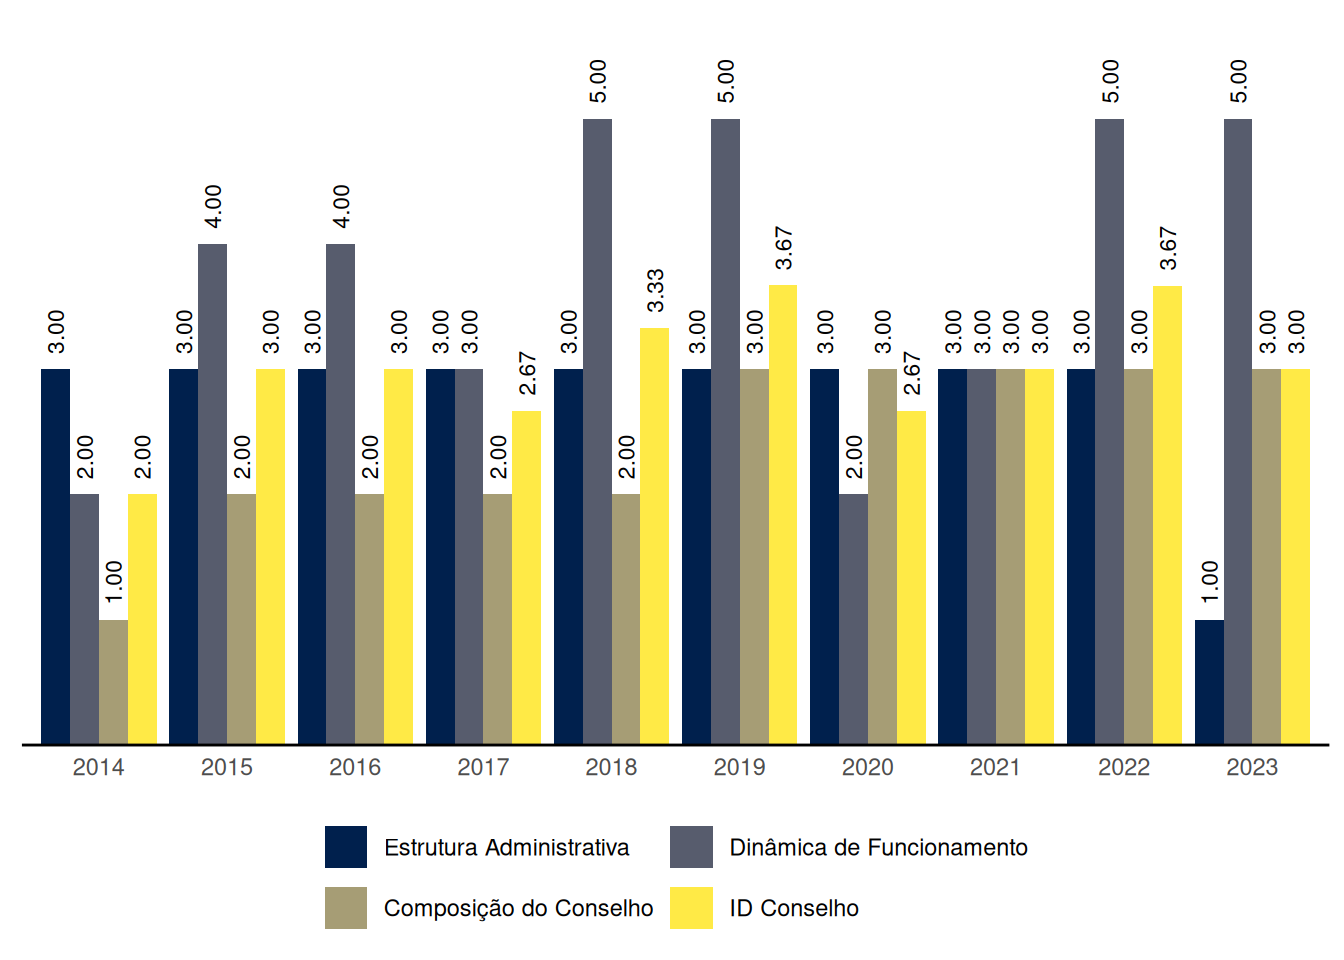 5.00 5.00 5.00 5.00
4.00 4.00
3.67 3.67
3.33
3.00 3.00 3.00 3.00 3.00 3.00 3.00 3.00 3.00 3.00 3.00 3.00 3.00 3.00 3.00 3.00 3.00 3.00 3.00
2.67 2.67
2.00 2.00 2.00 2.00 2.00 2.00 2.00
1.00 1.00
2014 2015 2016 2017 2018 2019 2020 2021 2022 2023
Estrutura Administrativa Dinâmica de Funcionamento
Composição do Conselho ID Conselho